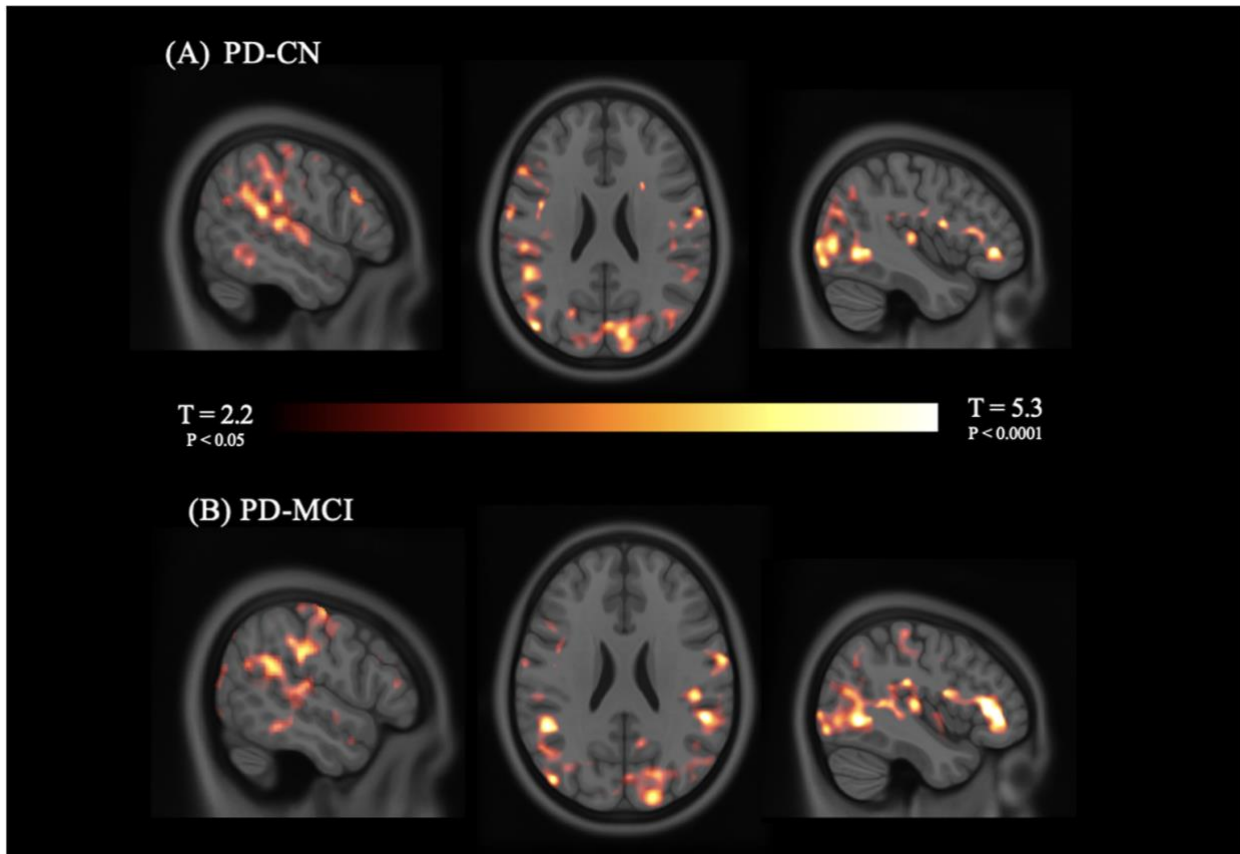 (A) PD-CN
T = 2.2
P < 0.05
T = 5.3
P < 0.0001
(B) PD-MCI